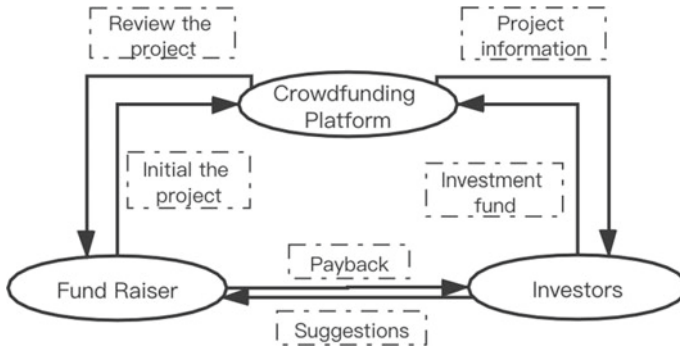 Review the
project
Project
information
Crowdfunding
Platform
Initial the
project
Investment
fund
Payback
Fund Raiser
Investors
Suggestions